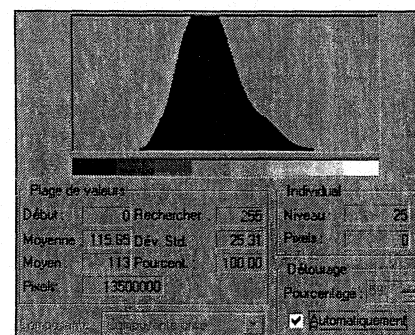 Plage de valeurs
Début : 0 Rechercher 255
Moyenne : 115.85 Dév. Std. 25.31
Moyen : 113 Pourcent. 100.00
Pixels : 13500000
Individual
Niveau : 25
Pixels : 0
Détourage
Pourcentage :
Automatiquement